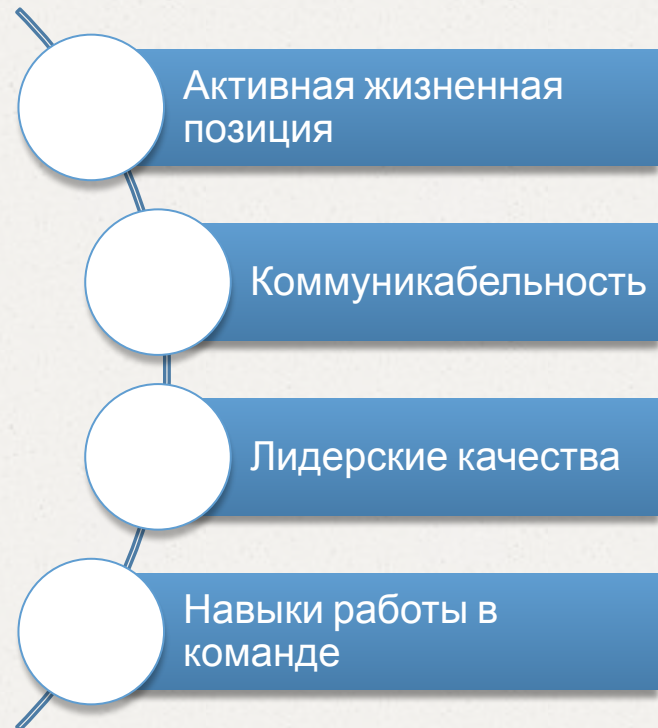 Активная жизненная
позиция
Коммуникабельность
Лидерские качества
Навыки работы в
команде